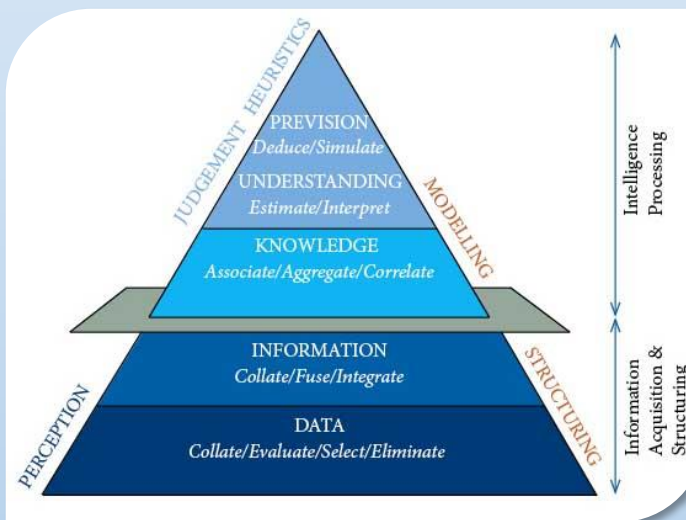 JUDGEMENT HEURISTICS
PREVISION
Deduce/Simulate
UNDERSTANDING
Estimate/Interpret
MODELLING
KNOWLEDGE
Associate/Aggregate/Correlate
Intelligence
Processing
INFORMATION
Collate/Fuse/Integrate
DATA
Collate/Evaluate/Select/Eliminate
PERCEPTION
STRUCTURING
Information
Acquisition &
Structuring